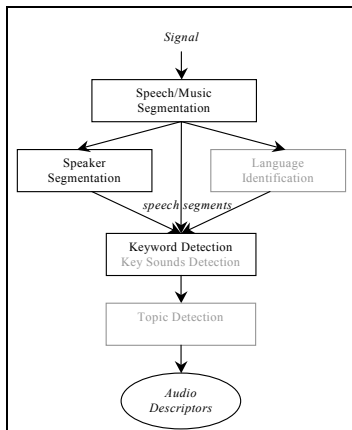 Signal
Speech/Music
Segmentation
Speaker
Segmentation
Language
Identification
speech segments
Keyword Detection
Key Sounds Detection
Topic Detection
Audio
Descriptors